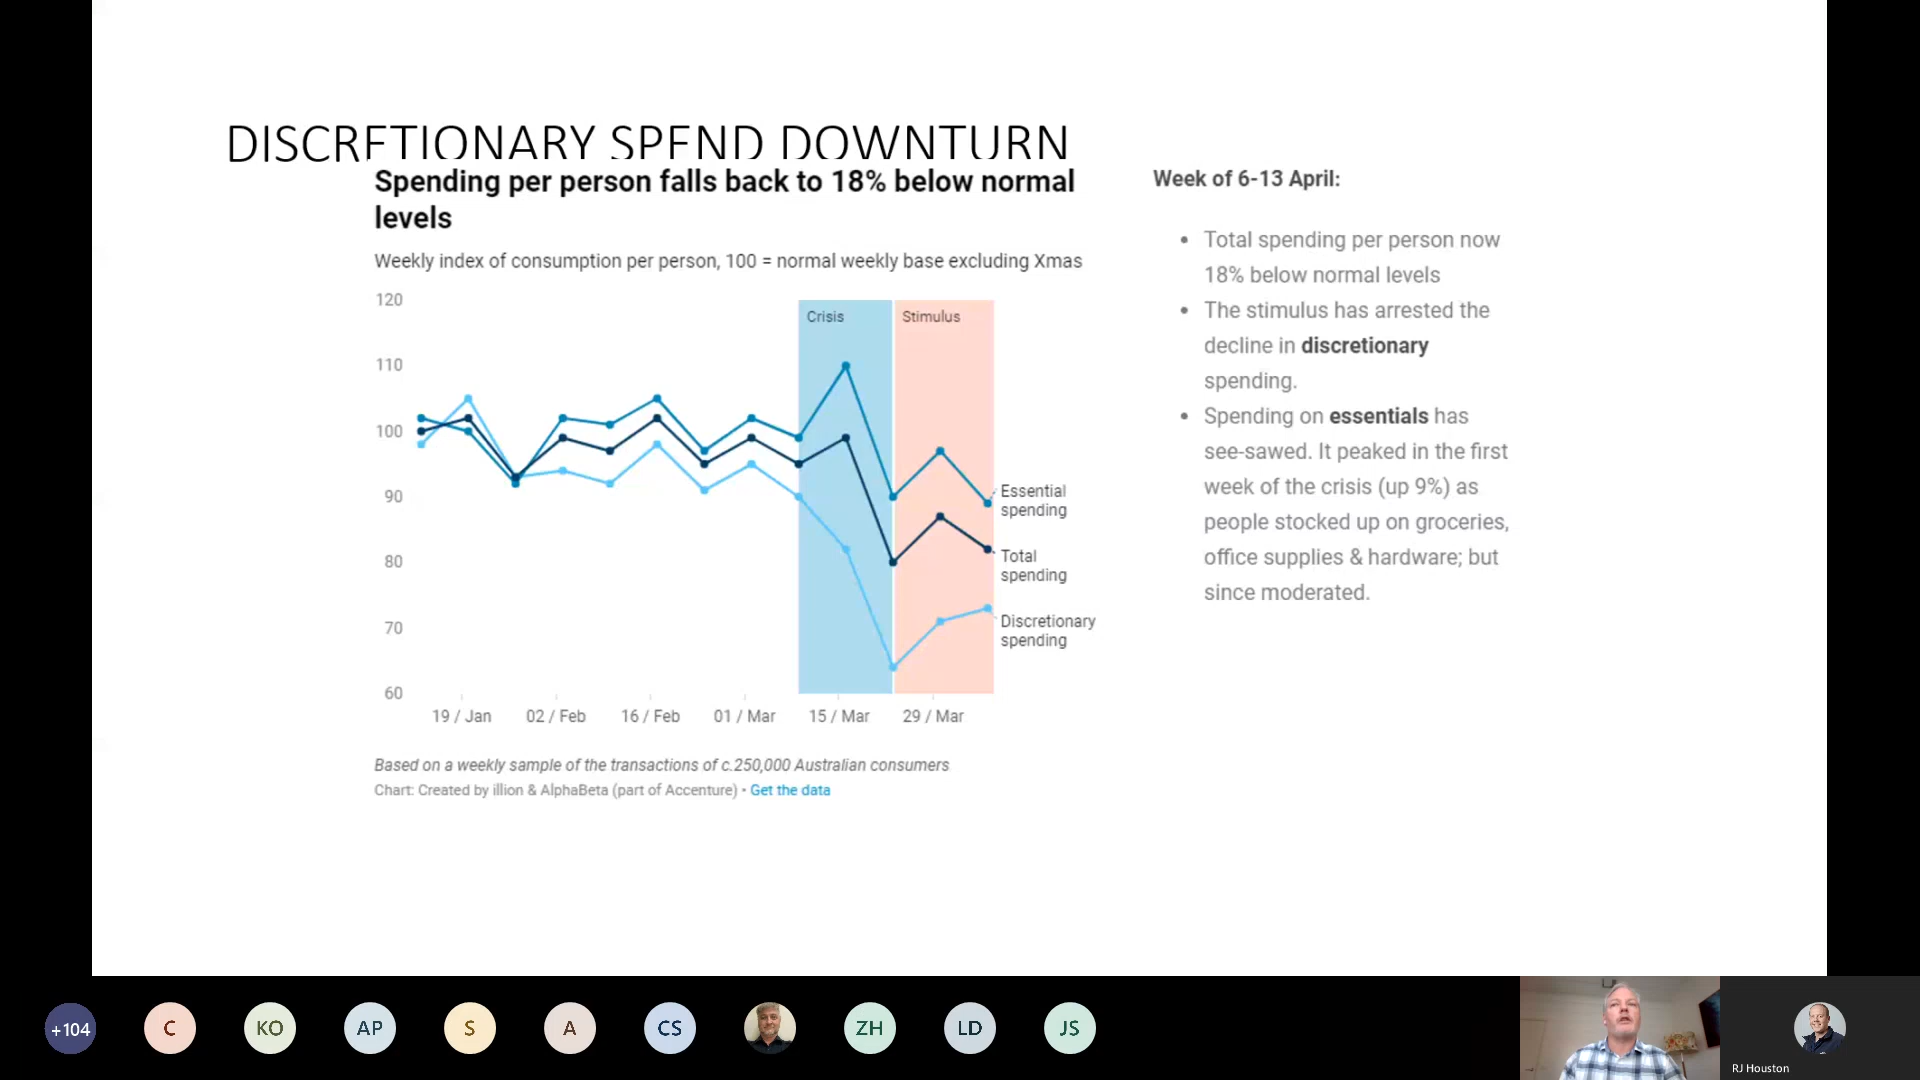 DISCRETIONARY SPEND DOWNTURN
Spending per person falls back to 18% below normal
levels
Weekly index of consumption per person, 100 = normal weekly base excluding Xmas
120
110
100
90
80
70
60
Crisis
Stimulus
Essential
spending
Total
spending
Discretionary
spending
19 / Jan
02 / Feb
16 / Feb
01 / Mar
15 / Mar
29 / Mar
Based on a weekly sample of the transactions of c.250,000 Australian consumers
Chart: Created by illion & AlphaBeta (part of Accenture) • Get the data
Week of 6-13 April:
• Total spending per person now
18% below normal levels
• The stimulus has arrested the
decline in discretionary
spending.
• Spending on essentials has
see-sawed. It peaked in the first
week of the crisis (up 9%) as
people stocked up on groceries,
office supplies & hardware; but
since moderated.
+104
C
KO
AP
S
A
CS
ZH
LD
JS
RJ Houston